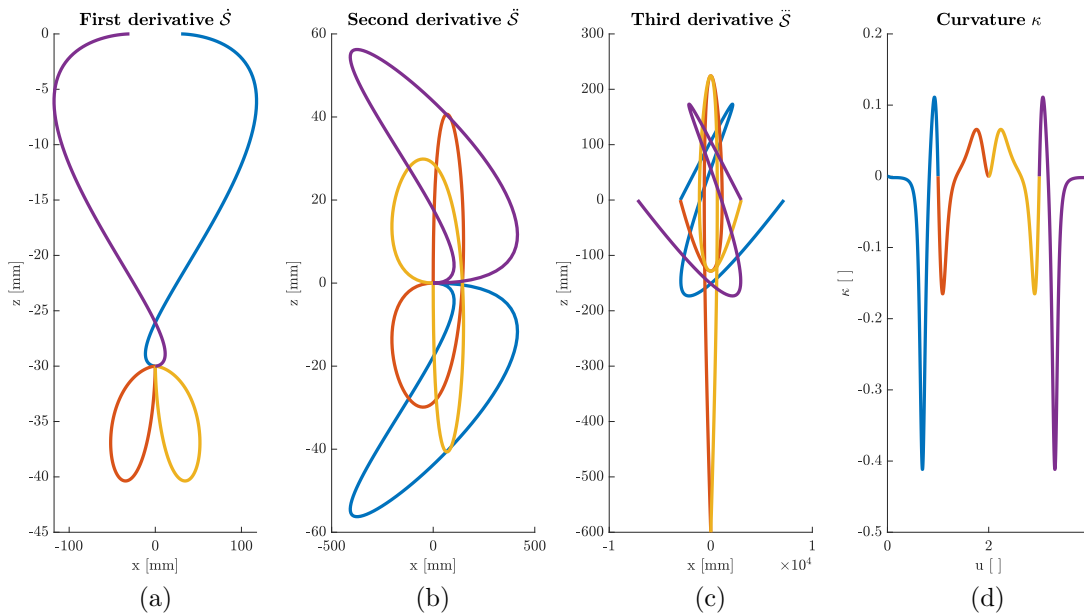 First derivative Ṡ
0
-5
-10
-15
-20
-25
-30
-35
-40
-45
z [mm]
-100
0
100
x [mm]
(a)
Second derivative S̈
60
40
20
0
-20
-40
-60
z [mm]
-500
0
500
x [mm]
(b)
Third derivative S⃛
300
200
100
0
-100
-200
-300
-400
-500
-600
z [mm]
-1
0
1
×10⁴
x [mm]
(c)
Curvature κ
0.2
0.1
0
-0.1
-0.2
-0.3
-0.4
-0.5
κ [ ]
0
2
u [ ]
(d)